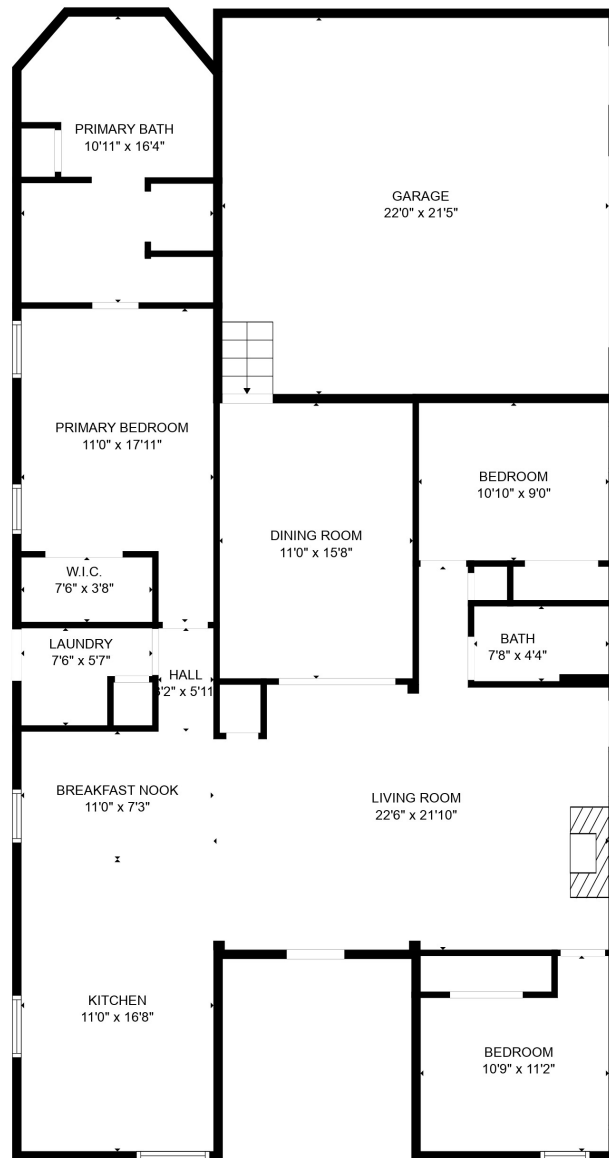 PRIMARY BATH
10'11" x 16'4"
GARAGE
22'0" x 21'5"
PRIMARY BEDROOM
11'0" x 17'11"
BEDROOM
10'10" x 9'0"
DINING ROOM
11'0" x 15'8"
W.I.C.
7'6" x 3'8"
LAUNDRY
7'6" x 5'7"
BATH
7'8" x 4'4"
HALL
'2" x 5'11
BREAKFAST NOOK
11'0" x 7'3"
LIVING ROOM
22'6" x 21'10"
KITCHEN
11'0" x 16'8"
BEDROOM
10'9" x 11'2"